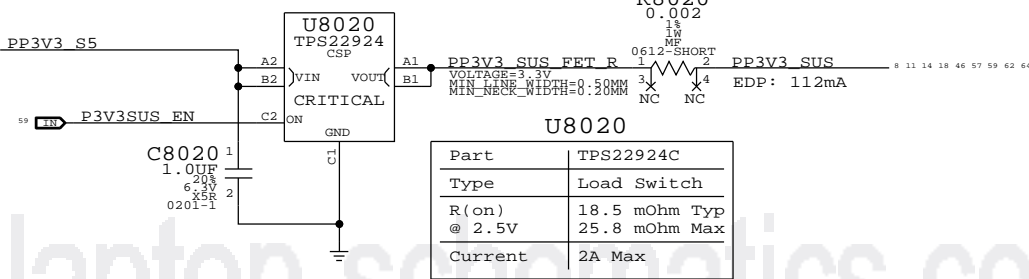 R8020
0.002
1%
1W
MF
0612-SHORT
U8020
TPS22924
CSP
PP3V3_S5
A2
A1
PP3V3_SUS_FET_R
1
2
PP3V3_SUS
8 11 14 18 46 57 59 62 64
VIN
VOUT
B2
B1
VOLTAGE=3.3V
MIN_LINE_WIDTH=0.50MM
MIN_NECK_WIDTH=0.20MM
3
4
NC
NC
EDP: 112mA
CRITICAL
59
IN
P3V3SUS_EN
C2
ON
GND
C1
C8020
1
1.0UF
20%
6.3V
X5R
0201-1
2
U8020
Part TPS22924C
Type Load Switch
R(on) 18.5 mOhm Typ
@ 2.5V 25.8 mOhm Max
Current 2A Max
laptop schematics co